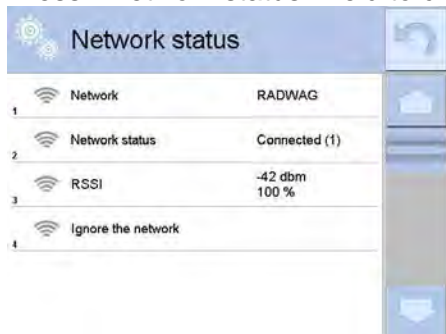 Network status
1 Network RADWAG
2 Network status Connected (1)
3 RSSI -42 dbm
100 %
4 Ignore the network